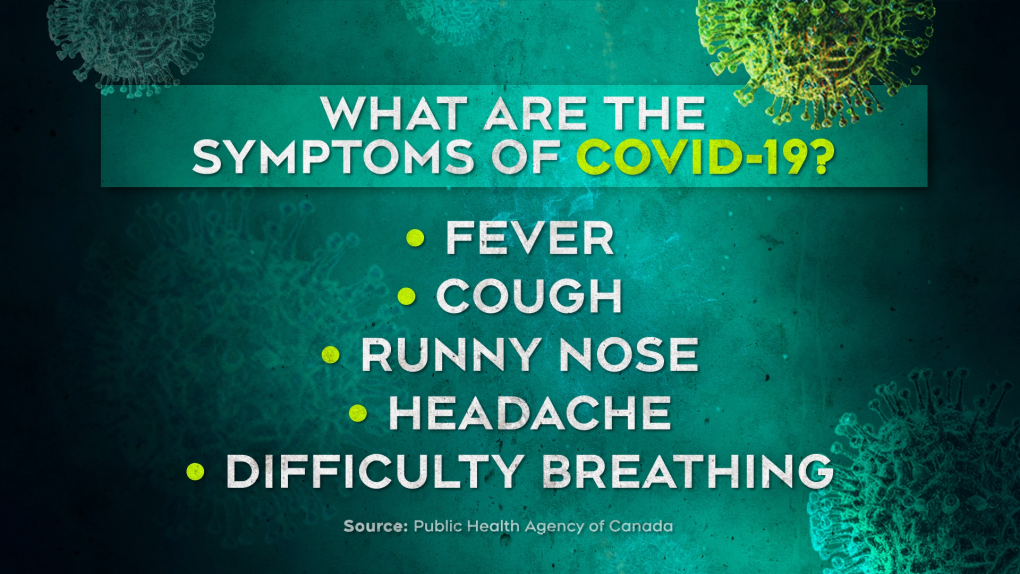 WHAT ARE THE
SYMPTOMS OF COVID-19?
• FEVER
• COUGH
• RUNNY NOSE
• HEADACHE
• DIFFICULTY BREATHING
Source: Public Health Agency of Canada